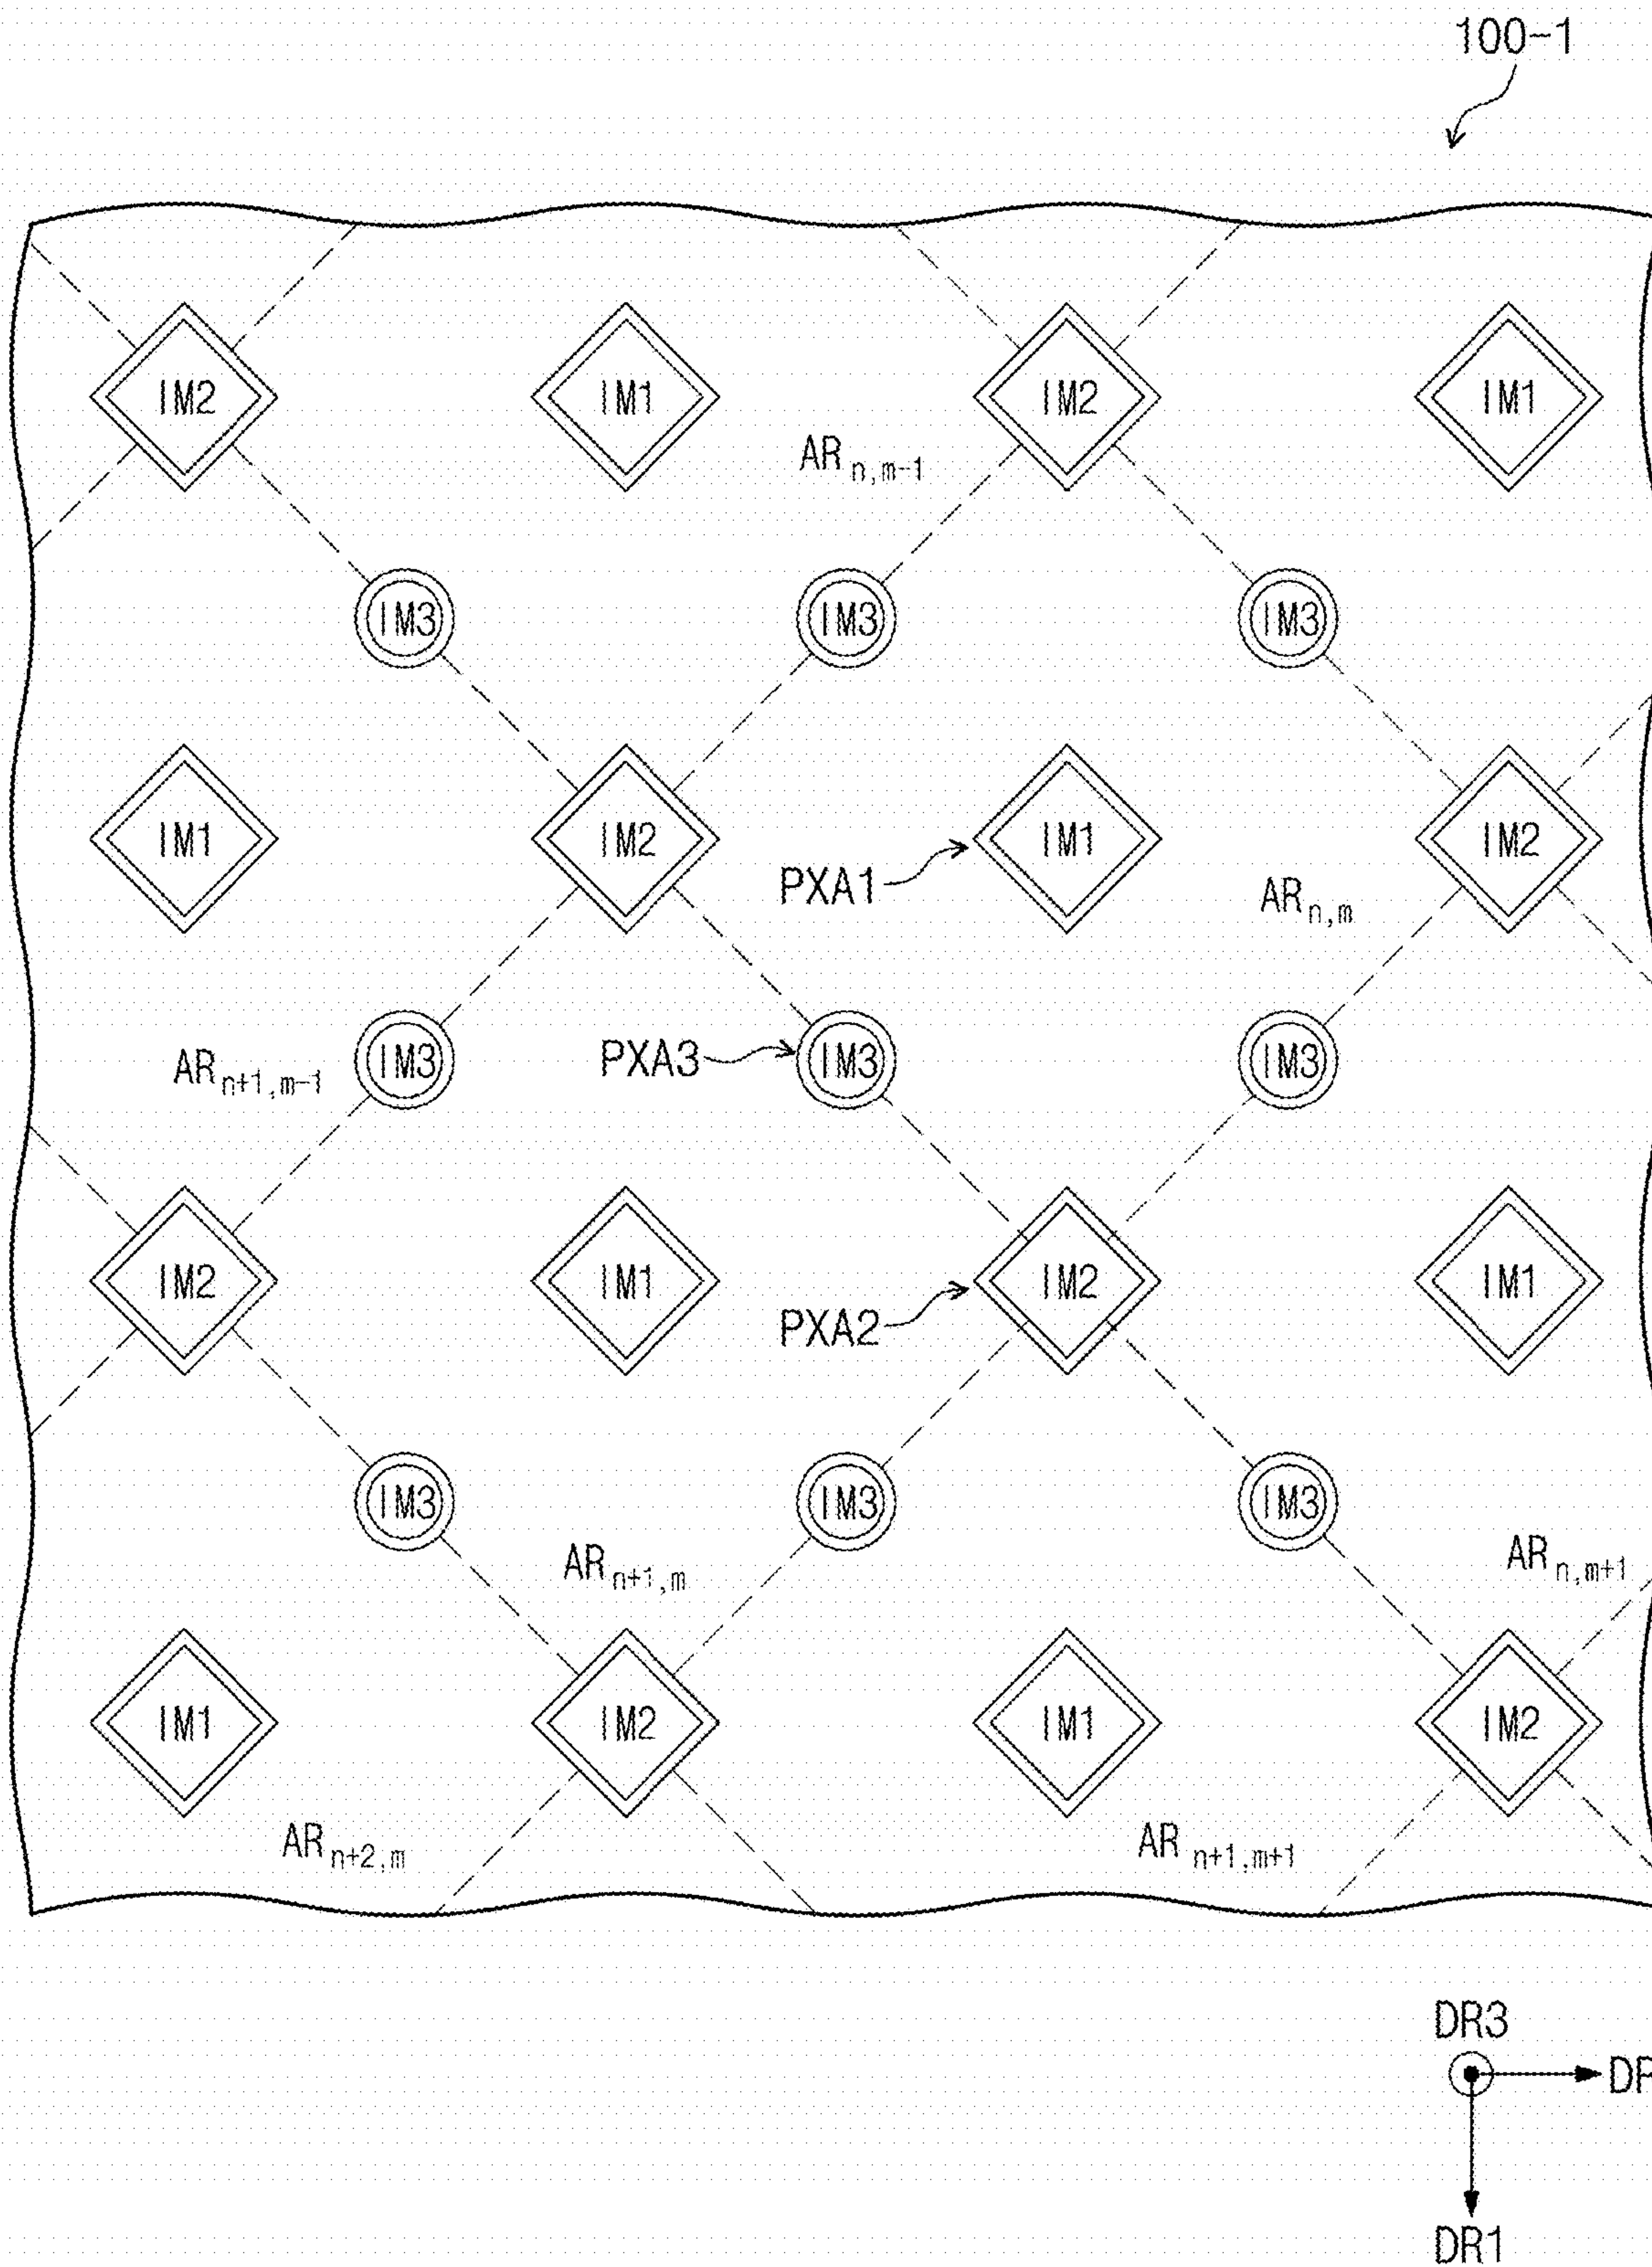 100-1
IM2 IM1 IM2 IM1
AR n,m-1
IM3 IM3 IM3
IM1 IM2 IM1 IM2
PXA1
AR n,m
PXA3
IM3 IM3 IM3
AR n+1,m-1
IM2 IM1 IM2 IM1
PXA2
IM3 IM3 IM3
AR n+1,m
AR n,m+1
IM1 IM2 IM1 IM2
AR n+2,m
AR n+1,m+1
DR3
DR1